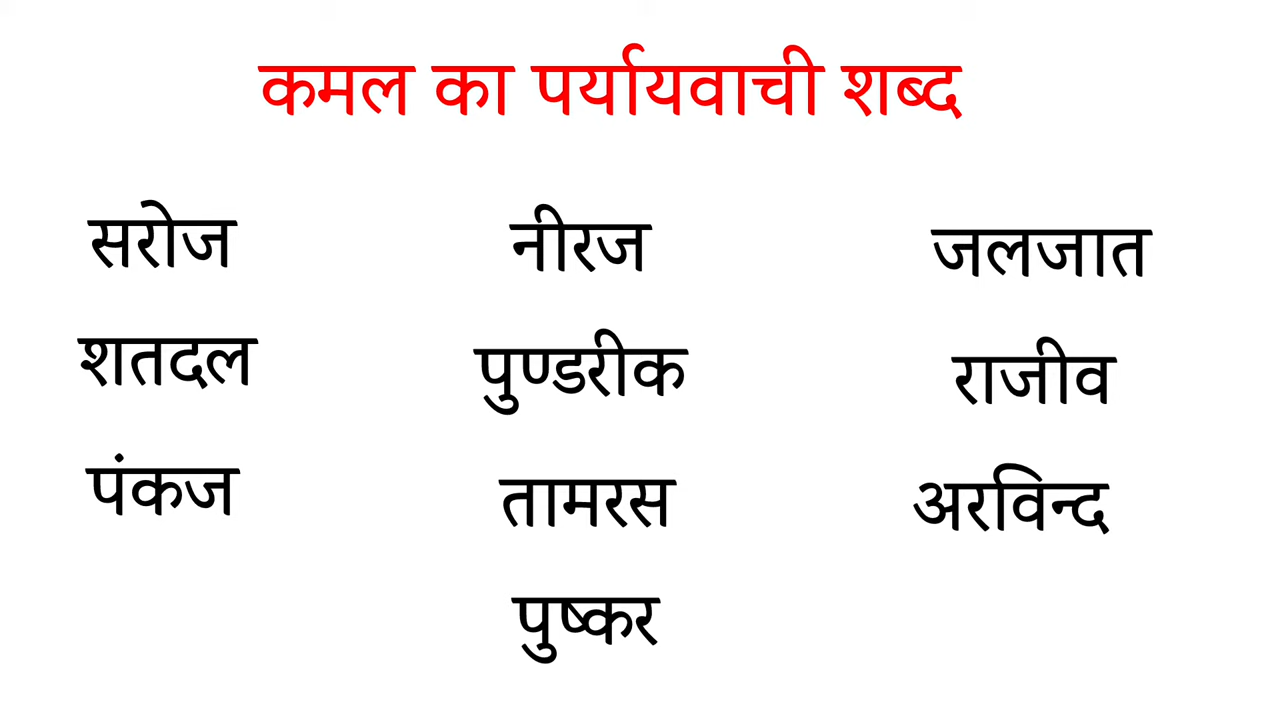 कमल का पर्यायवाची शब्द
सरोज नीरज जलजात
शतदल पुण्डरीक राजीव
पंकज तामरस अरविन्द
पुष्कर